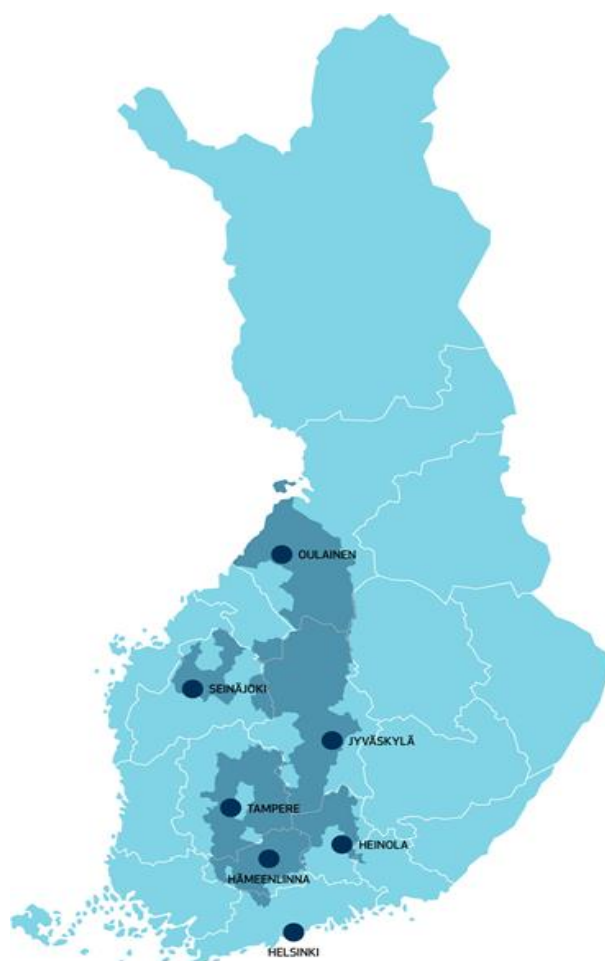 OULAINEN
SEINÄJOKI
JYVÄSKYLÄ
TAMPERE
HEINOLA
HÄMEENLINNA
HELSINKI